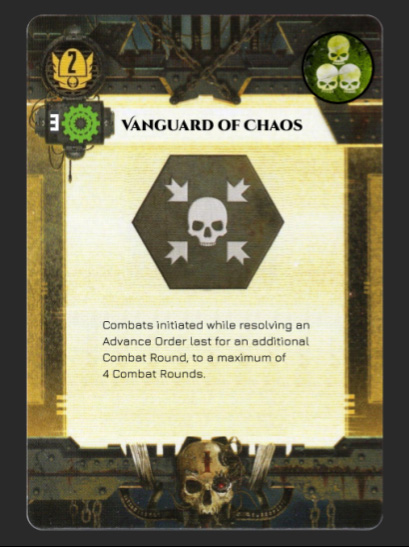 2
3 VANGUARD OF CHAOS
Combats initiated while resolving an
Advance Order last for an additional
Combat Round, to a maximum of
4 Combat Rounds.
I